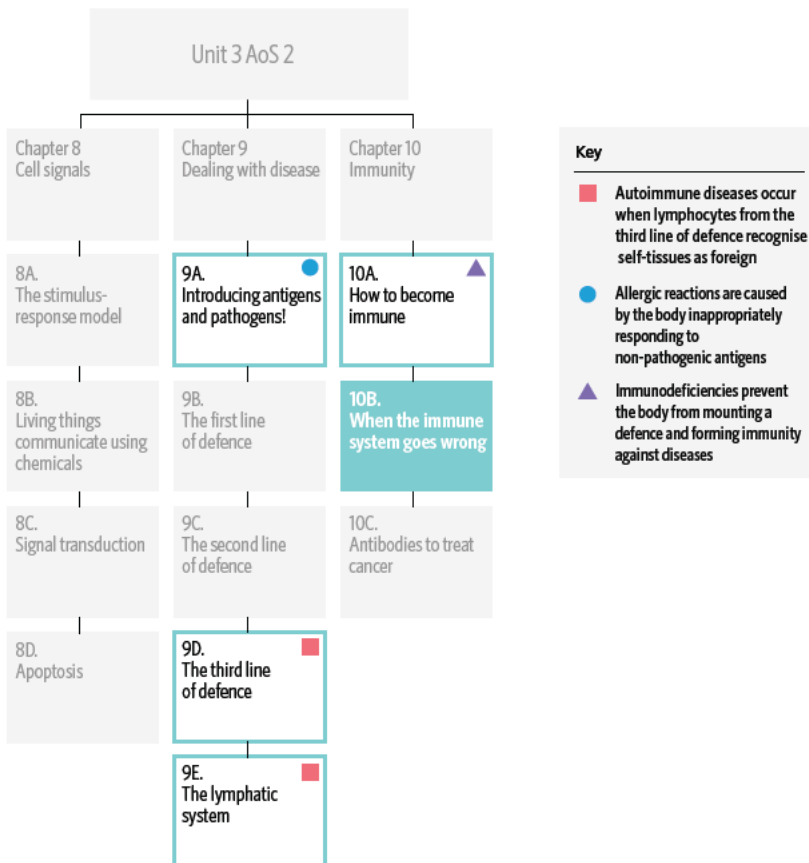 Unit 3 AoS 2
Chapter 8
Cell signals
Chapter 9
Dealing with disease
Chapter 10
Immunity
8A.
The stimulus-
response model
9A.
Introducing antigens
and pathogens!
10A.
How to become
immune
8B.
Living things
communicate using
chemicals
9B.
The first line
of defence
10B.
When the immune
system goes wrong
8C.
Signal transduction
9C.
The second line
of defence
10C.
Antibodies to treat
cancer
8D.
Apoptosis
9D.
The third line
of defence
9E.
The lymphatic
system
Key
Autoimmune diseases occur
when lymphocytes from the
third line of defence recognise
self-tissues as foreign
Allergic reactions are caused
by the body inappropriately
responding to
non-pathogenic antigens
Immunodeficiencies prevent
the body from mounting a
defence and forming immunity
against diseases